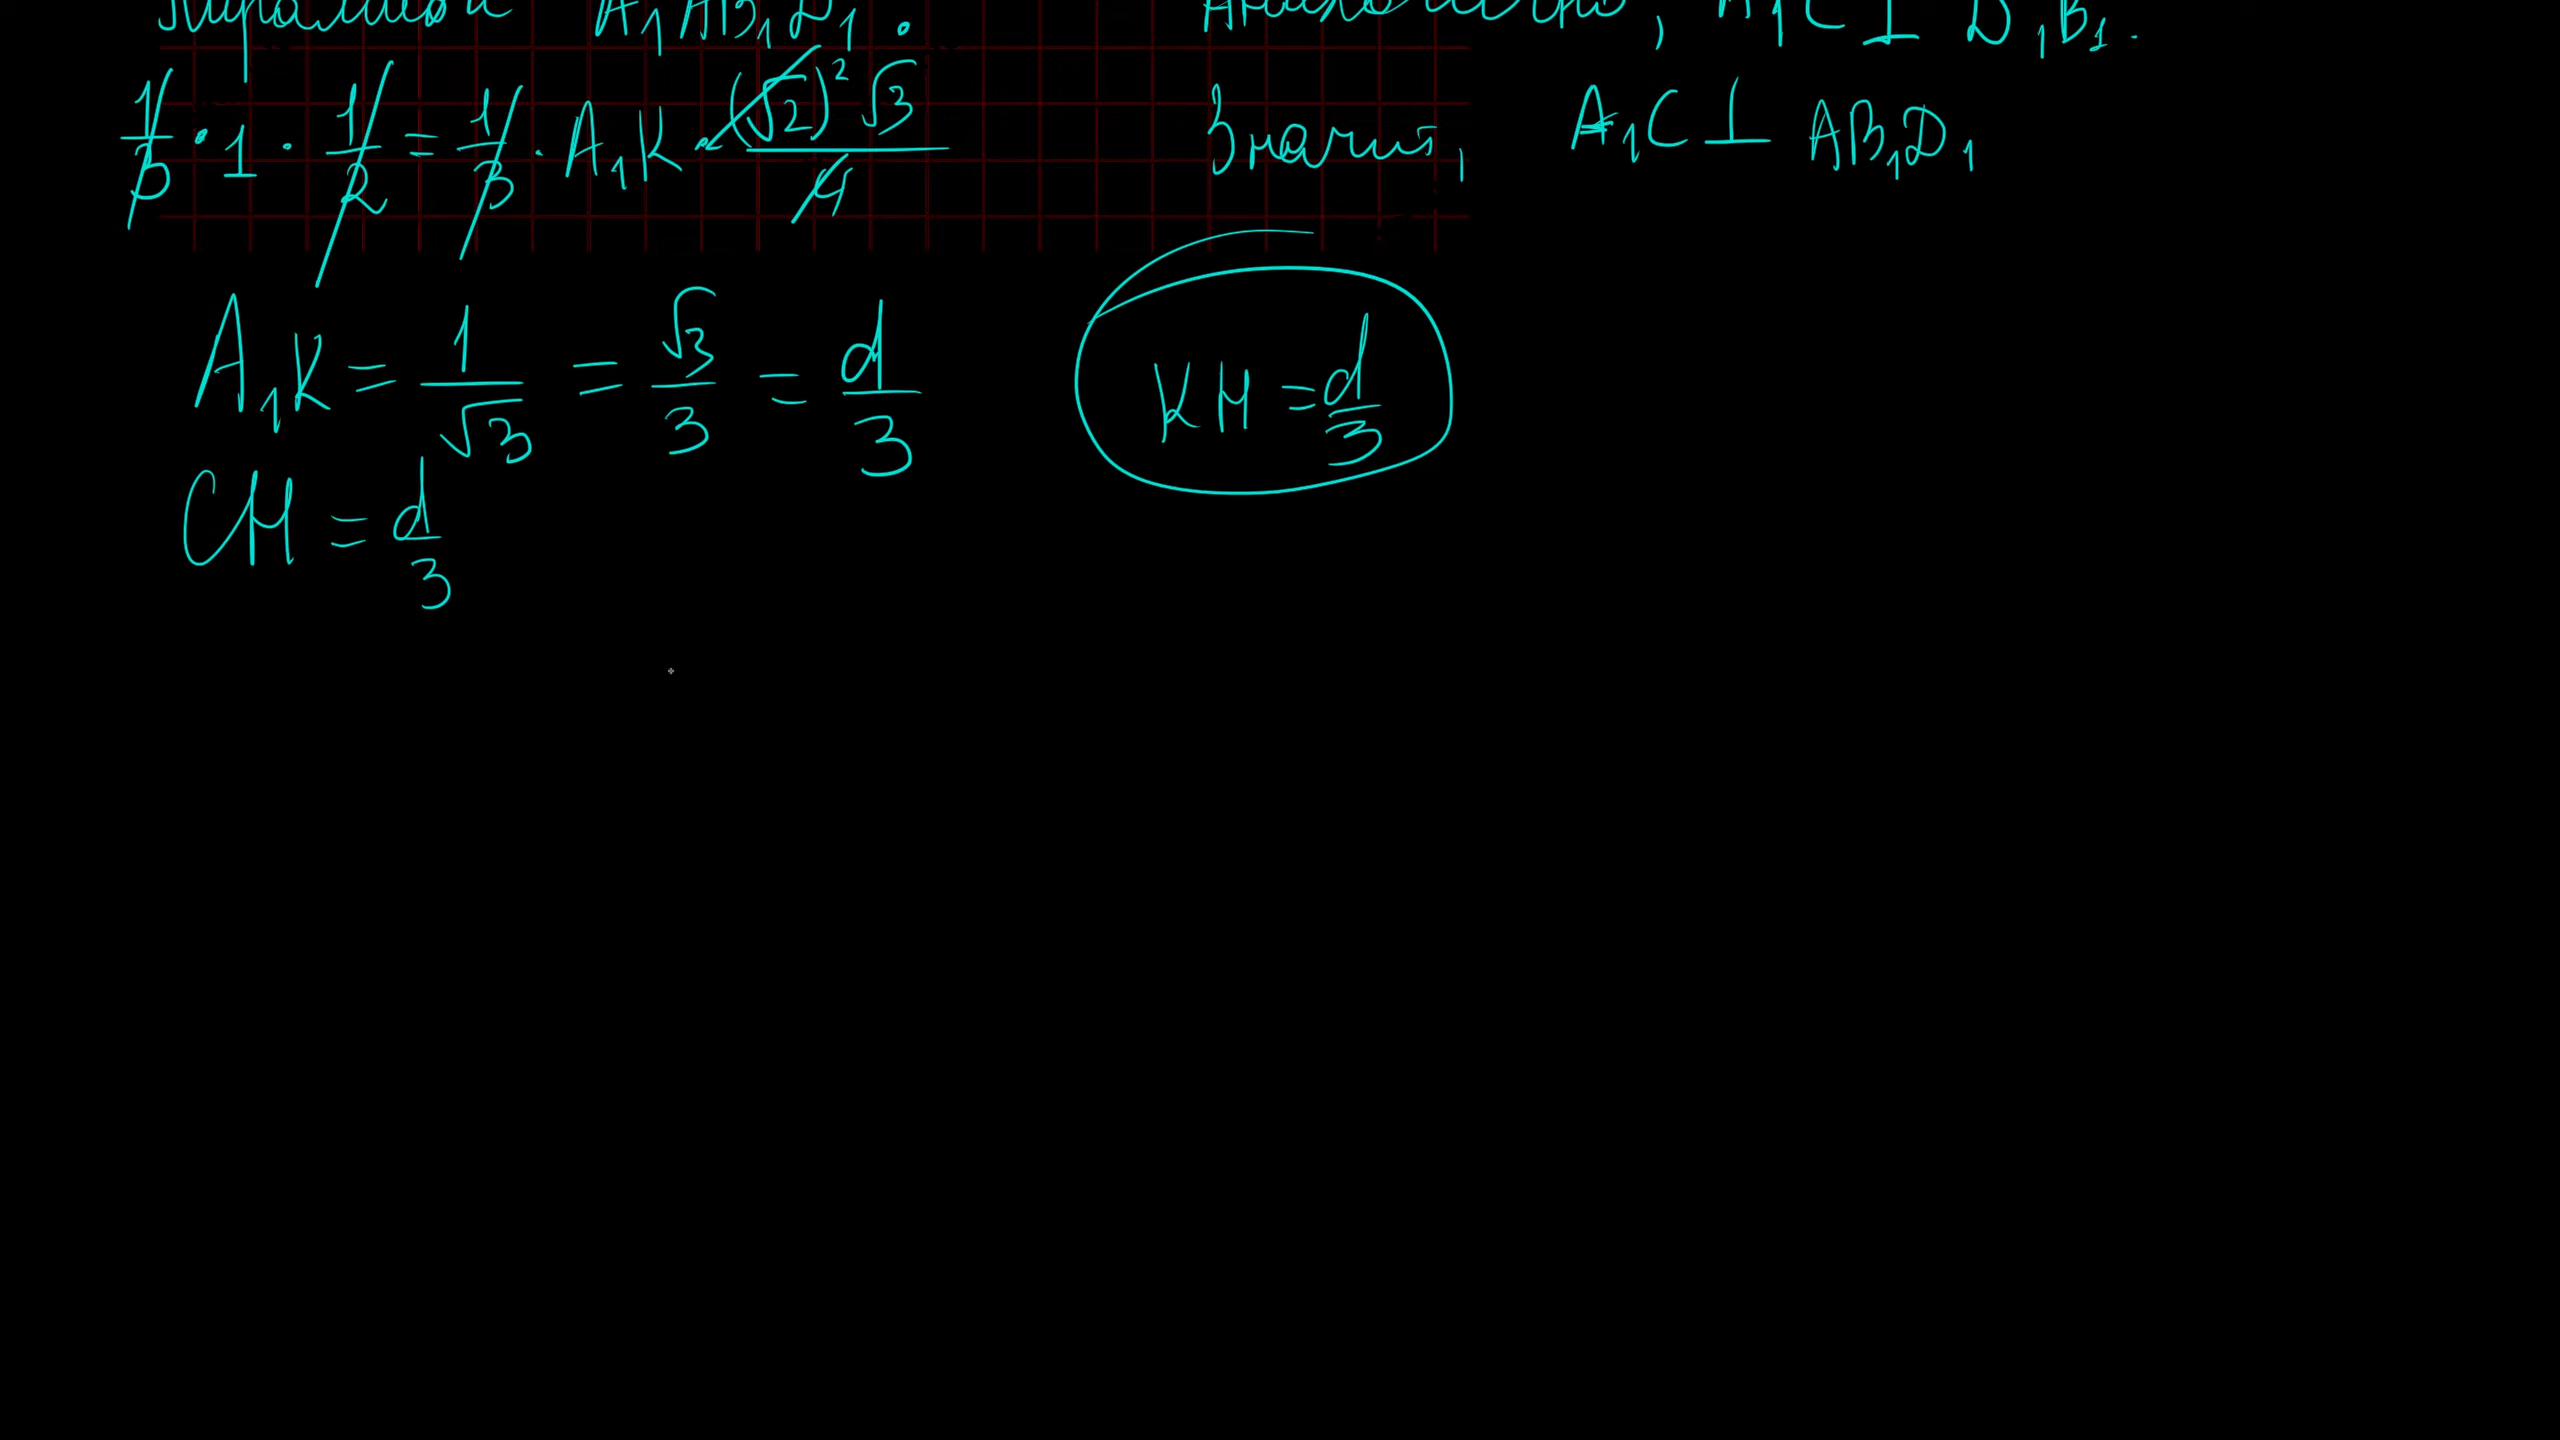 пирамиды A₁AB₁D₁.
Аналогично, A₁C ⊥ D₁B₁.
1/3 · 1 · 1/2 = 1/3 · A₁K · (√2)²√3/4
Значит, A₁C ⊥ AB₁D₁
A₁K = 1/√3 = √3/3 = d/3
KH = d/3
CH = d/3